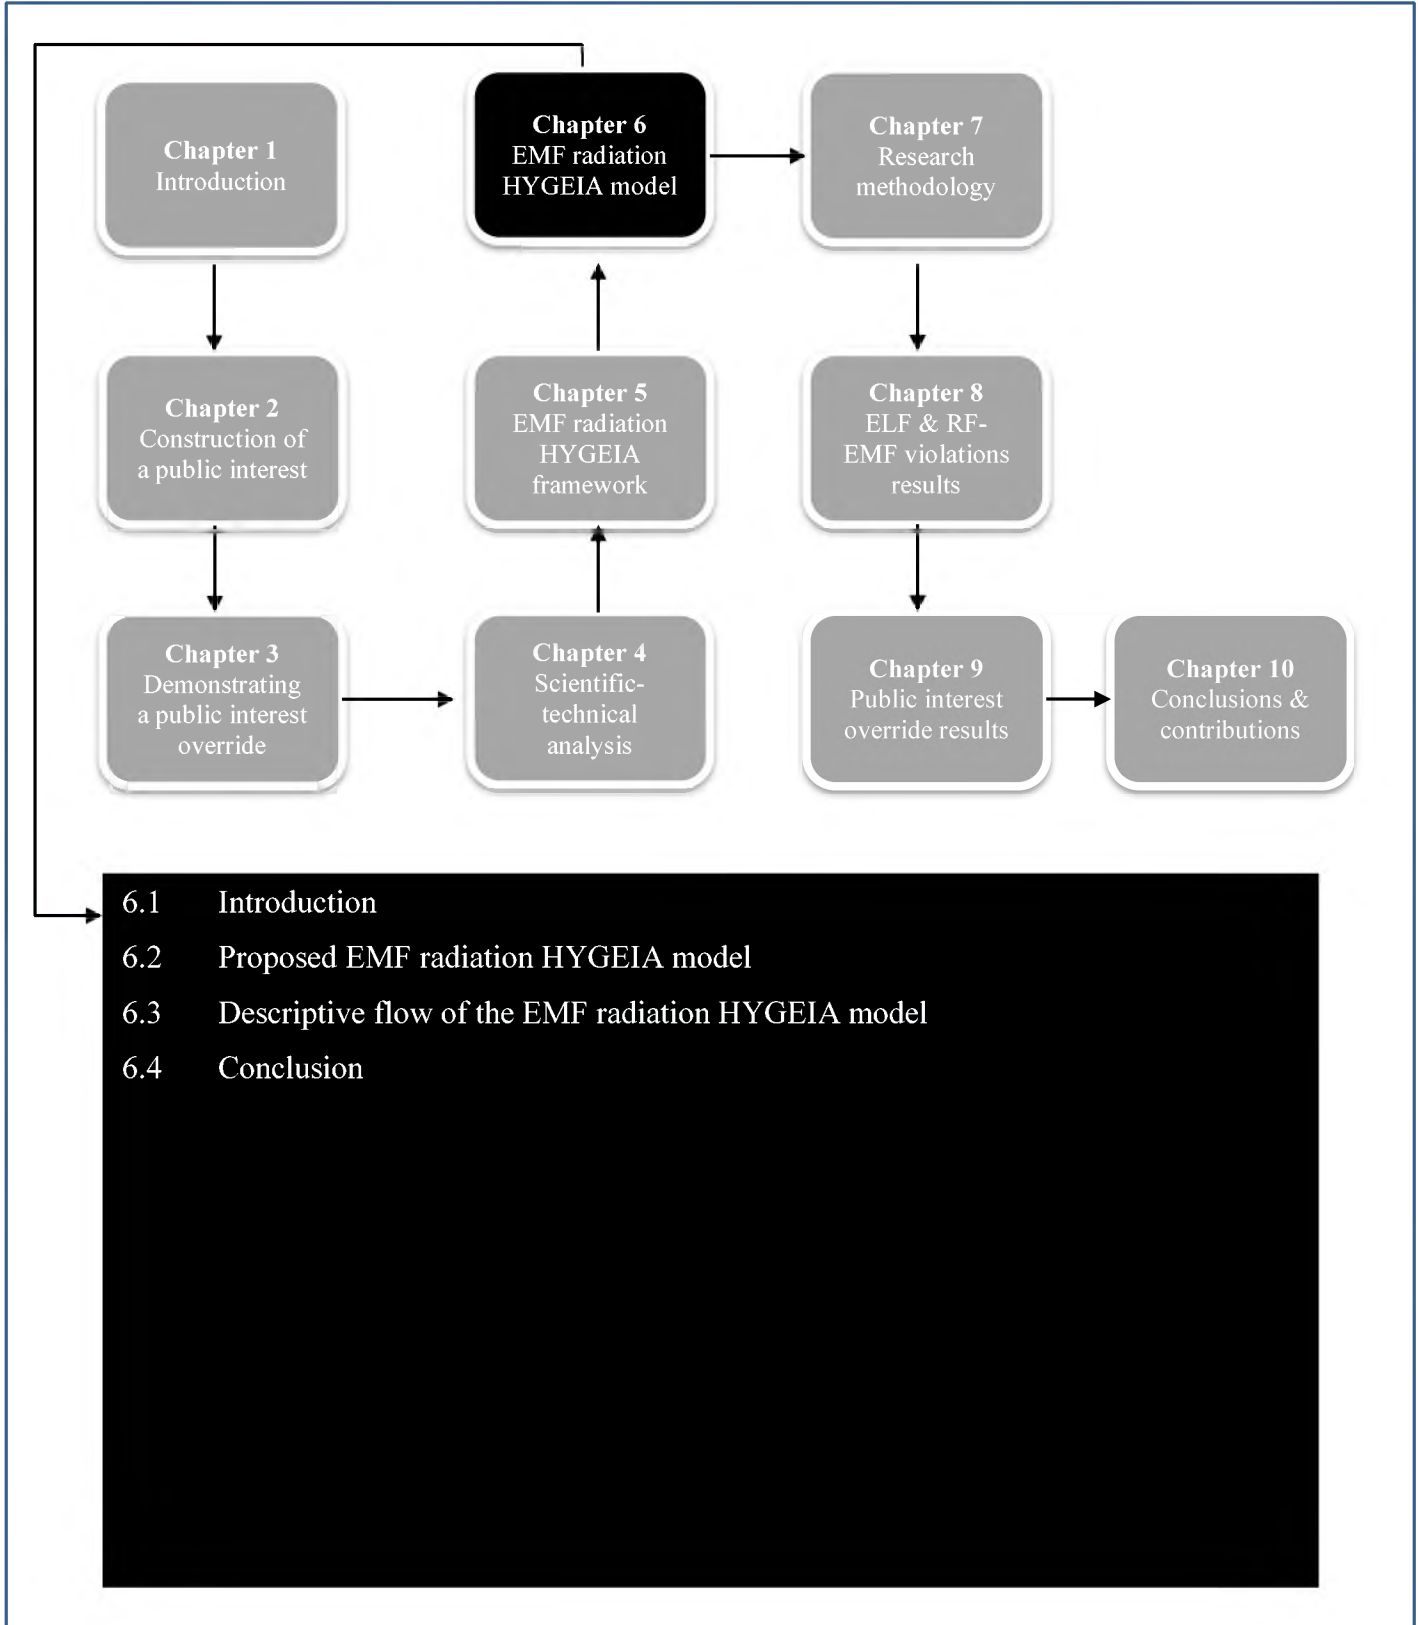 Chapter 1
Introduction
Chapter 2
Construction of
a public interest
Chapter 3
Demonstrating
a public interest
override
Chapter 4
Scientific-
technical
analysis
Chapter 5
EMF radiation
HYGEIA
framework
Chapter 6
EMF radiation
HYGEIA model
Chapter 7
Research
methodology
Chapter 8
ELF & RF-
EMF violations
results
Chapter 9
Public interest
override results
Chapter 10
Conclusions &
contributions
6.1 Introduction
6.2 Proposed EMF radiation HYGEIA model
6.3 Descriptive flow of the EMF radiation HYGEIA model
6.4 Conclusion